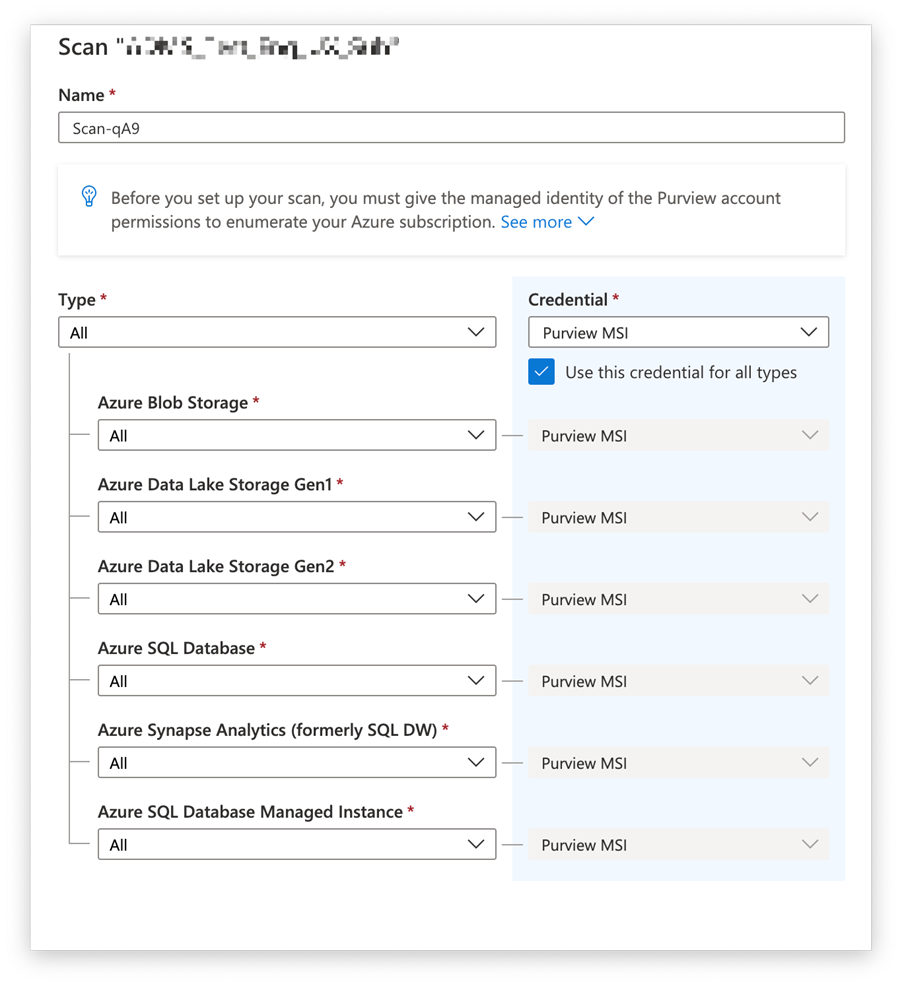 Scan "
Name *
Scan-qA9
Before you set up your scan, you must give the managed identity of the Purview account
permissions to enumerate your Azure subscription. See more
Type *
Credential *
All
Purview MSI
Use this credential for all types
Azure Blob Storage *
All
Purview MSI
Azure Data Lake Storage Gen1 *
All
Purview MSI
Azure Data Lake Storage Gen2 *
All
Purview MSI
Azure SQL Database *
All
Purview MSI
Azure Synapse Analytics (formerly SQL DW) *
All
Purview MSI
Azure SQL Database Managed Instance *
All
Purview MSI